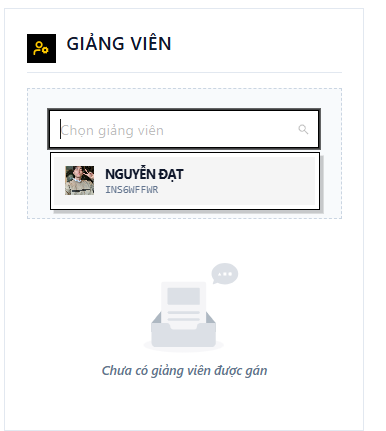 GIẢNG VIÊN
Chọn giảng viên
NGUYỄN ĐẠT
INS6WFFWR
Chưa có giảng viên được gán